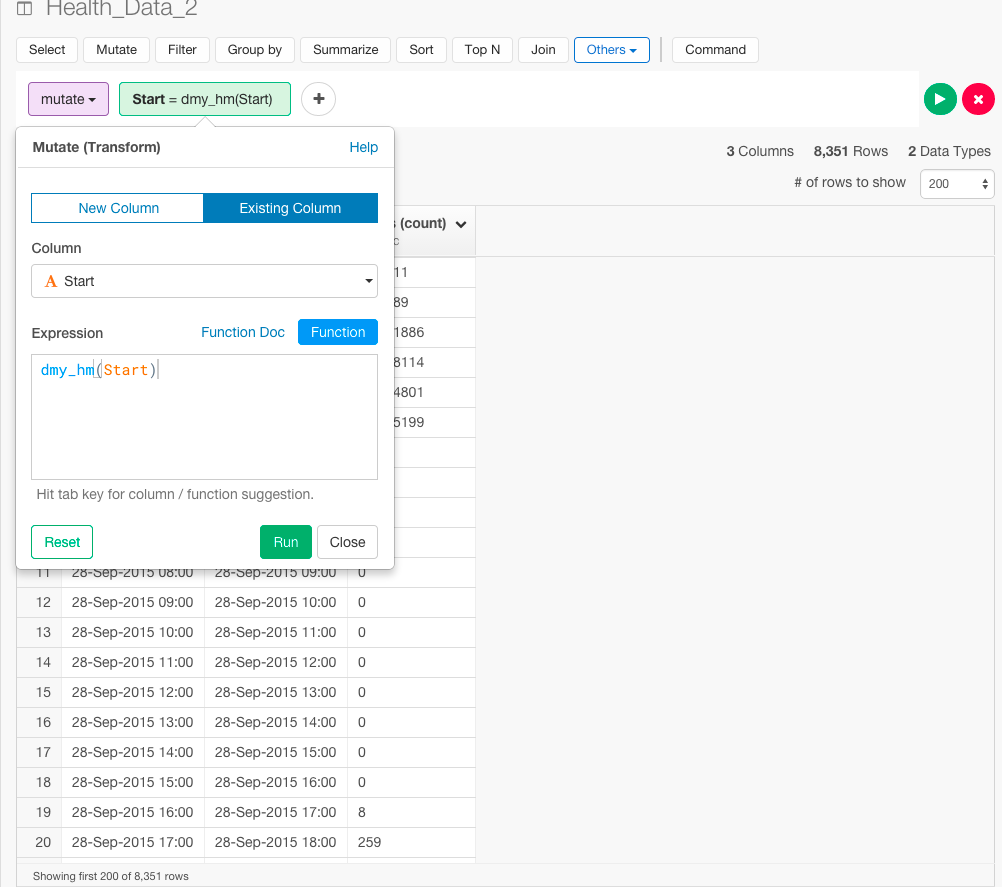 Health_Data_2
Select Mutate Filter Group by Summarize Sort Top N Join Others Command
mutate Start = dmy_hm(Start) +
Mutate (Transform) Help
3 Columns 8,351 Rows 2 Data Types
# of rows to show 200
New Column Existing Column
(count)
Column
A Start
11
89
Expression Function Doc Function
1886
dmy_hm(Start)
8114
4801
5199
Hit tab key for column / function suggestion.
Reset Run Close
11 28-Sep-2015 08:00 28-Sep-2015 09:00 0
12 28-Sep-2015 09:00 28-Sep-2015 10:00 0
13 28-Sep-2015 10:00 28-Sep-2015 11:00 0
14 28-Sep-2015 11:00 28-Sep-2015 12:00 0
15 28-Sep-2015 12:00 28-Sep-2015 13:00 0
16 28-Sep-2015 13:00 28-Sep-2015 14:00 0
17 28-Sep-2015 14:00 28-Sep-2015 15:00 0
18 28-Sep-2015 15:00 28-Sep-2015 16:00 0
19 28-Sep-2015 16:00 28-Sep-2015 17:00 8
20 28-Sep-2015 17:00 28-Sep-2015 18:00 259
Showing first 200 of 8,351 rows